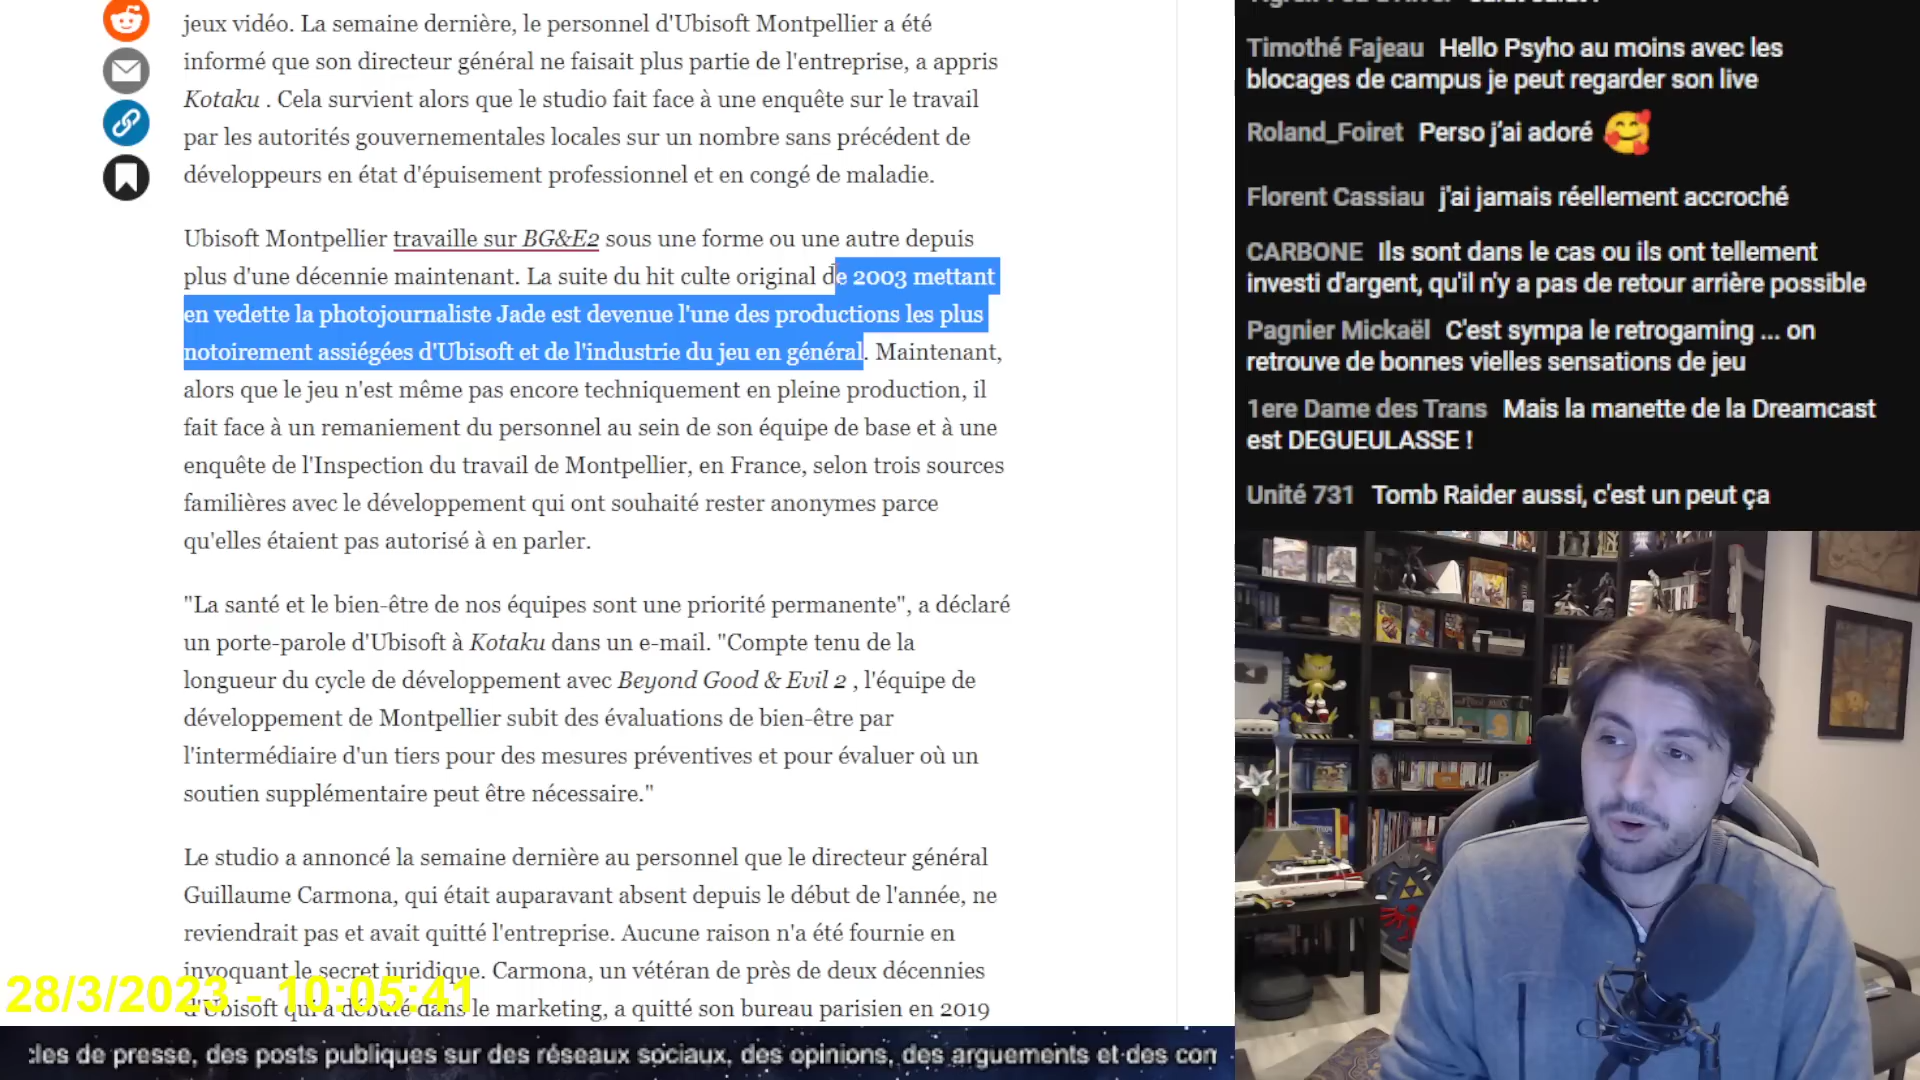 jeux vidéo. La semaine dernière, le personnel d'Ubisoft Montpellier a été
informé que son directeur général ne faisait plus partie de l'entreprise, a appris
Kotaku . Cela survient alors que le studio fait face à une enquête sur le travail
par les autorités gouvernementales locales sur un nombre sans précédent de
développeurs en état d'épuisement professionnel et en congé de maladie.
Ubisoft Montpellier travaille sur BG&E2 sous une forme ou une autre depuis
plus d'une décennie maintenant. La suite du hit culte original de 2003 mettant
en vedette la photojournaliste Jade est devenue l'une des productions les plus
notoirement assiégées d'Ubisoft et de l'industrie du jeu en général. Maintenant,
alors que le jeu n'est même pas encore techniquement en pleine production, il
fait face à un remaniement du personnel au sein de son équipe de base et à une
enquête de l'Inspection du travail de Montpellier, en France, selon trois sources
familières avec le développement qui ont souhaité rester anonymes parce
qu'elles étaient pas autorisé à en parler.
"La santé et le bien-être de nos équipes sont une priorité permanente", a déclaré
un porte-parole d'Ubisoft à Kotaku dans un e-mail. "Compte tenu de la
longueur du cycle de développement avec Beyond Good & Evil 2 , l'équipe de
développement de Montpellier subit des évaluations de bien-être par
l'intermédiaire d'un tiers pour des mesures préventives et pour évaluer où un
soutien supplémentaire peut être nécessaire."
Le studio a annoncé la semaine dernière au personnel que le directeur général
Guillaume Carmona, qui était auparavant absent depuis le début de l'année, ne
reviendrait pas et avait quitté l'entreprise. Aucune raison n'a été fournie en
invoquant le secret juridique. Carmona, un vétéran de près de deux décennies
d'Ubisoft qui a débuté dans le marketing, a quitté son bureau parisien en 2019
28/3/2023 - 10:05:41
cles de presse, des posts publiques sur des réseaux sociaux, des opinions, des arguements et des com
Timothé Fajeau Hello Psyho au moins avec les
blocages de campus je peut regarder son live
Roland_Foiret Perso j'ai adoré 🥰
Florent Cassiau j'ai jamais réellement accroché
CARBONE Ils sont dans le cas ou ils ont tellement
investi d'argent, qu'il n'y a pas de retour arrière possible
Pagnier Mickaël C'est sympa le retrogaming ... on
retrouve de bonnes vielles sensations de jeu
1ere Dame des Trans Mais la manette de la Dreamcast
est DEGUEULASSE !
Unité 731 Tomb Raider aussi, c'est un peut ça